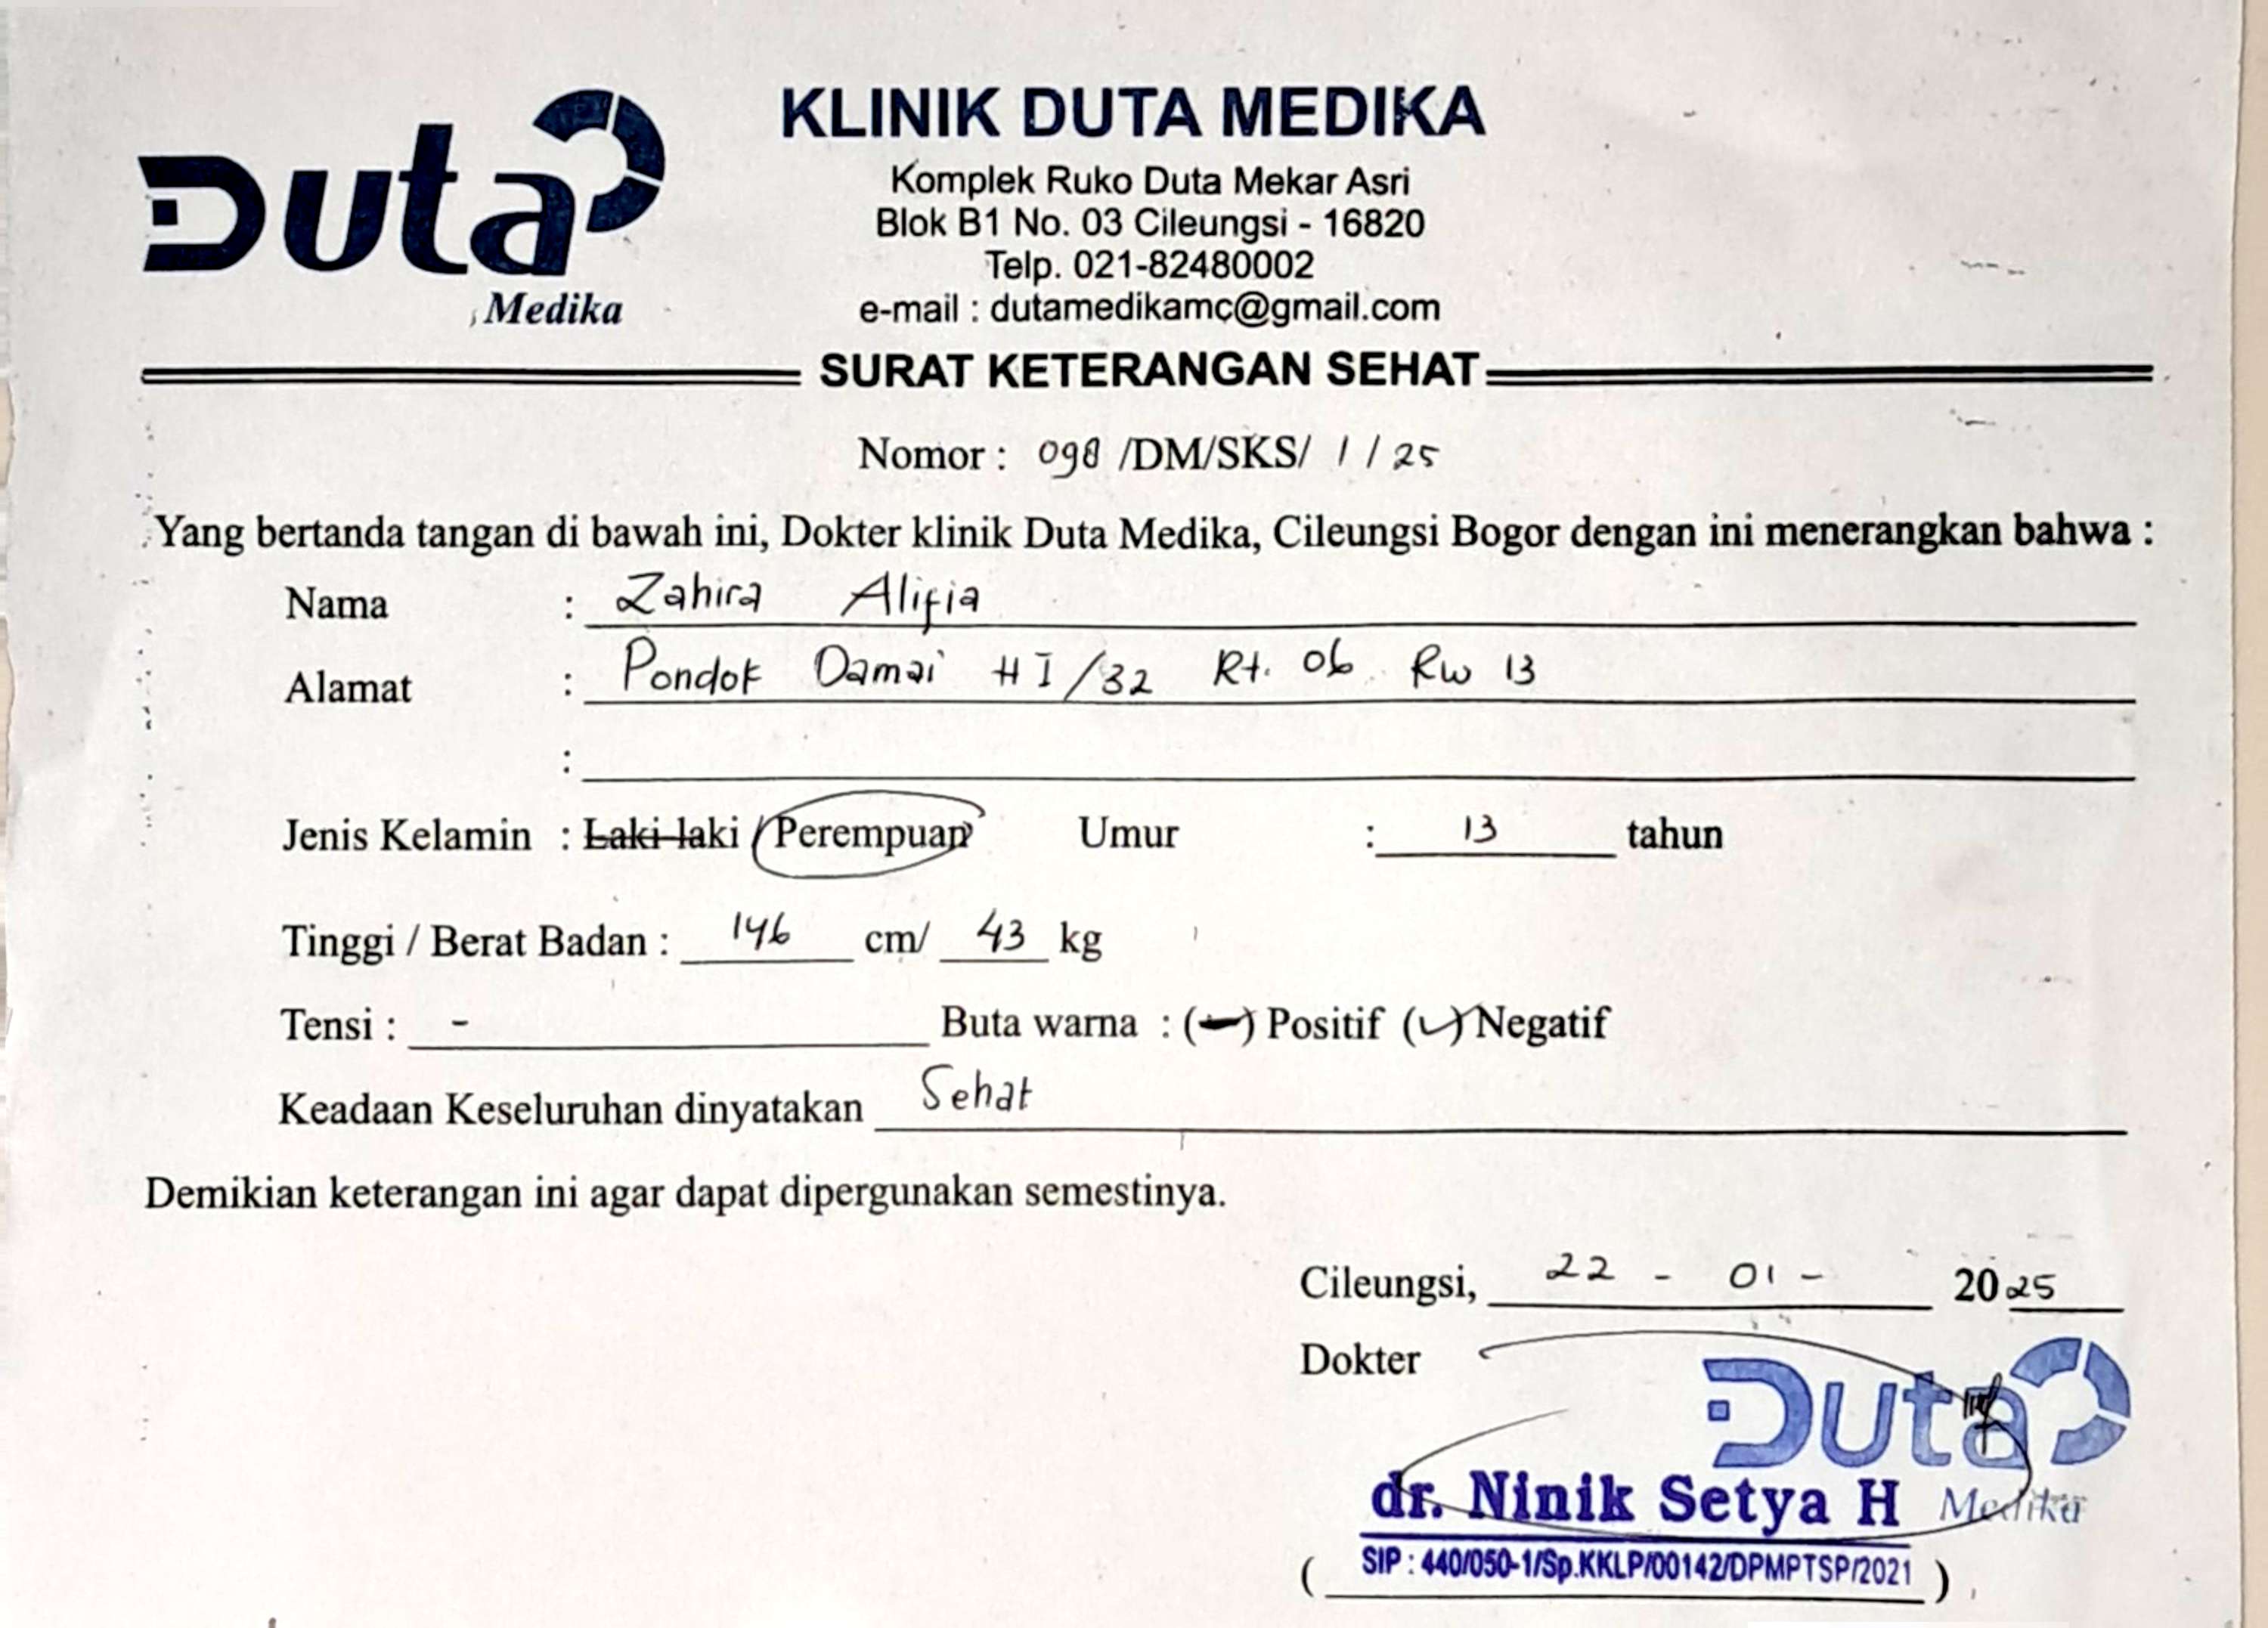 Duta
Medika
KLINIK DUTA MEDIKA
Komplek Ruko Duta Mekar Asri
Blok B1 No. 03 Cileungsi - 16820
Telp. 021-82480002
e-mail : dutamedikamc@gmail.com
SURAT KETERANGAN SEHAT
Nomor : 098 /DM/SKS/ 1 / 25
Yang bertanda tangan di bawah ini, Dokter klinik Duta Medika, Cileungsi Bogor dengan ini menerangkan bahwa :
Nama : Zahira Alifia
Alamat : Pondok Damai HI/32 Rt. 06 Rw 13
:
Jenis Kelamin : Laki-laki / Perempuan Umur : 13 tahun
Tinggi / Berat Badan : 146 cm/ 43 kg
Tensi : - Buta warna : (-) Positif (✓) Negatif
Keadaan Keseluruhan dinyatakan Sehat
Demikian keterangan ini agar dapat dipergunakan semestinya.
Cileungsi, 22 - 01 - 2025
Dokter
Duta
Medika
dr. Ninik Setya H
( SIP : 440/050-1/Sp.KKLP/00142/DPMPTSP/2021 )